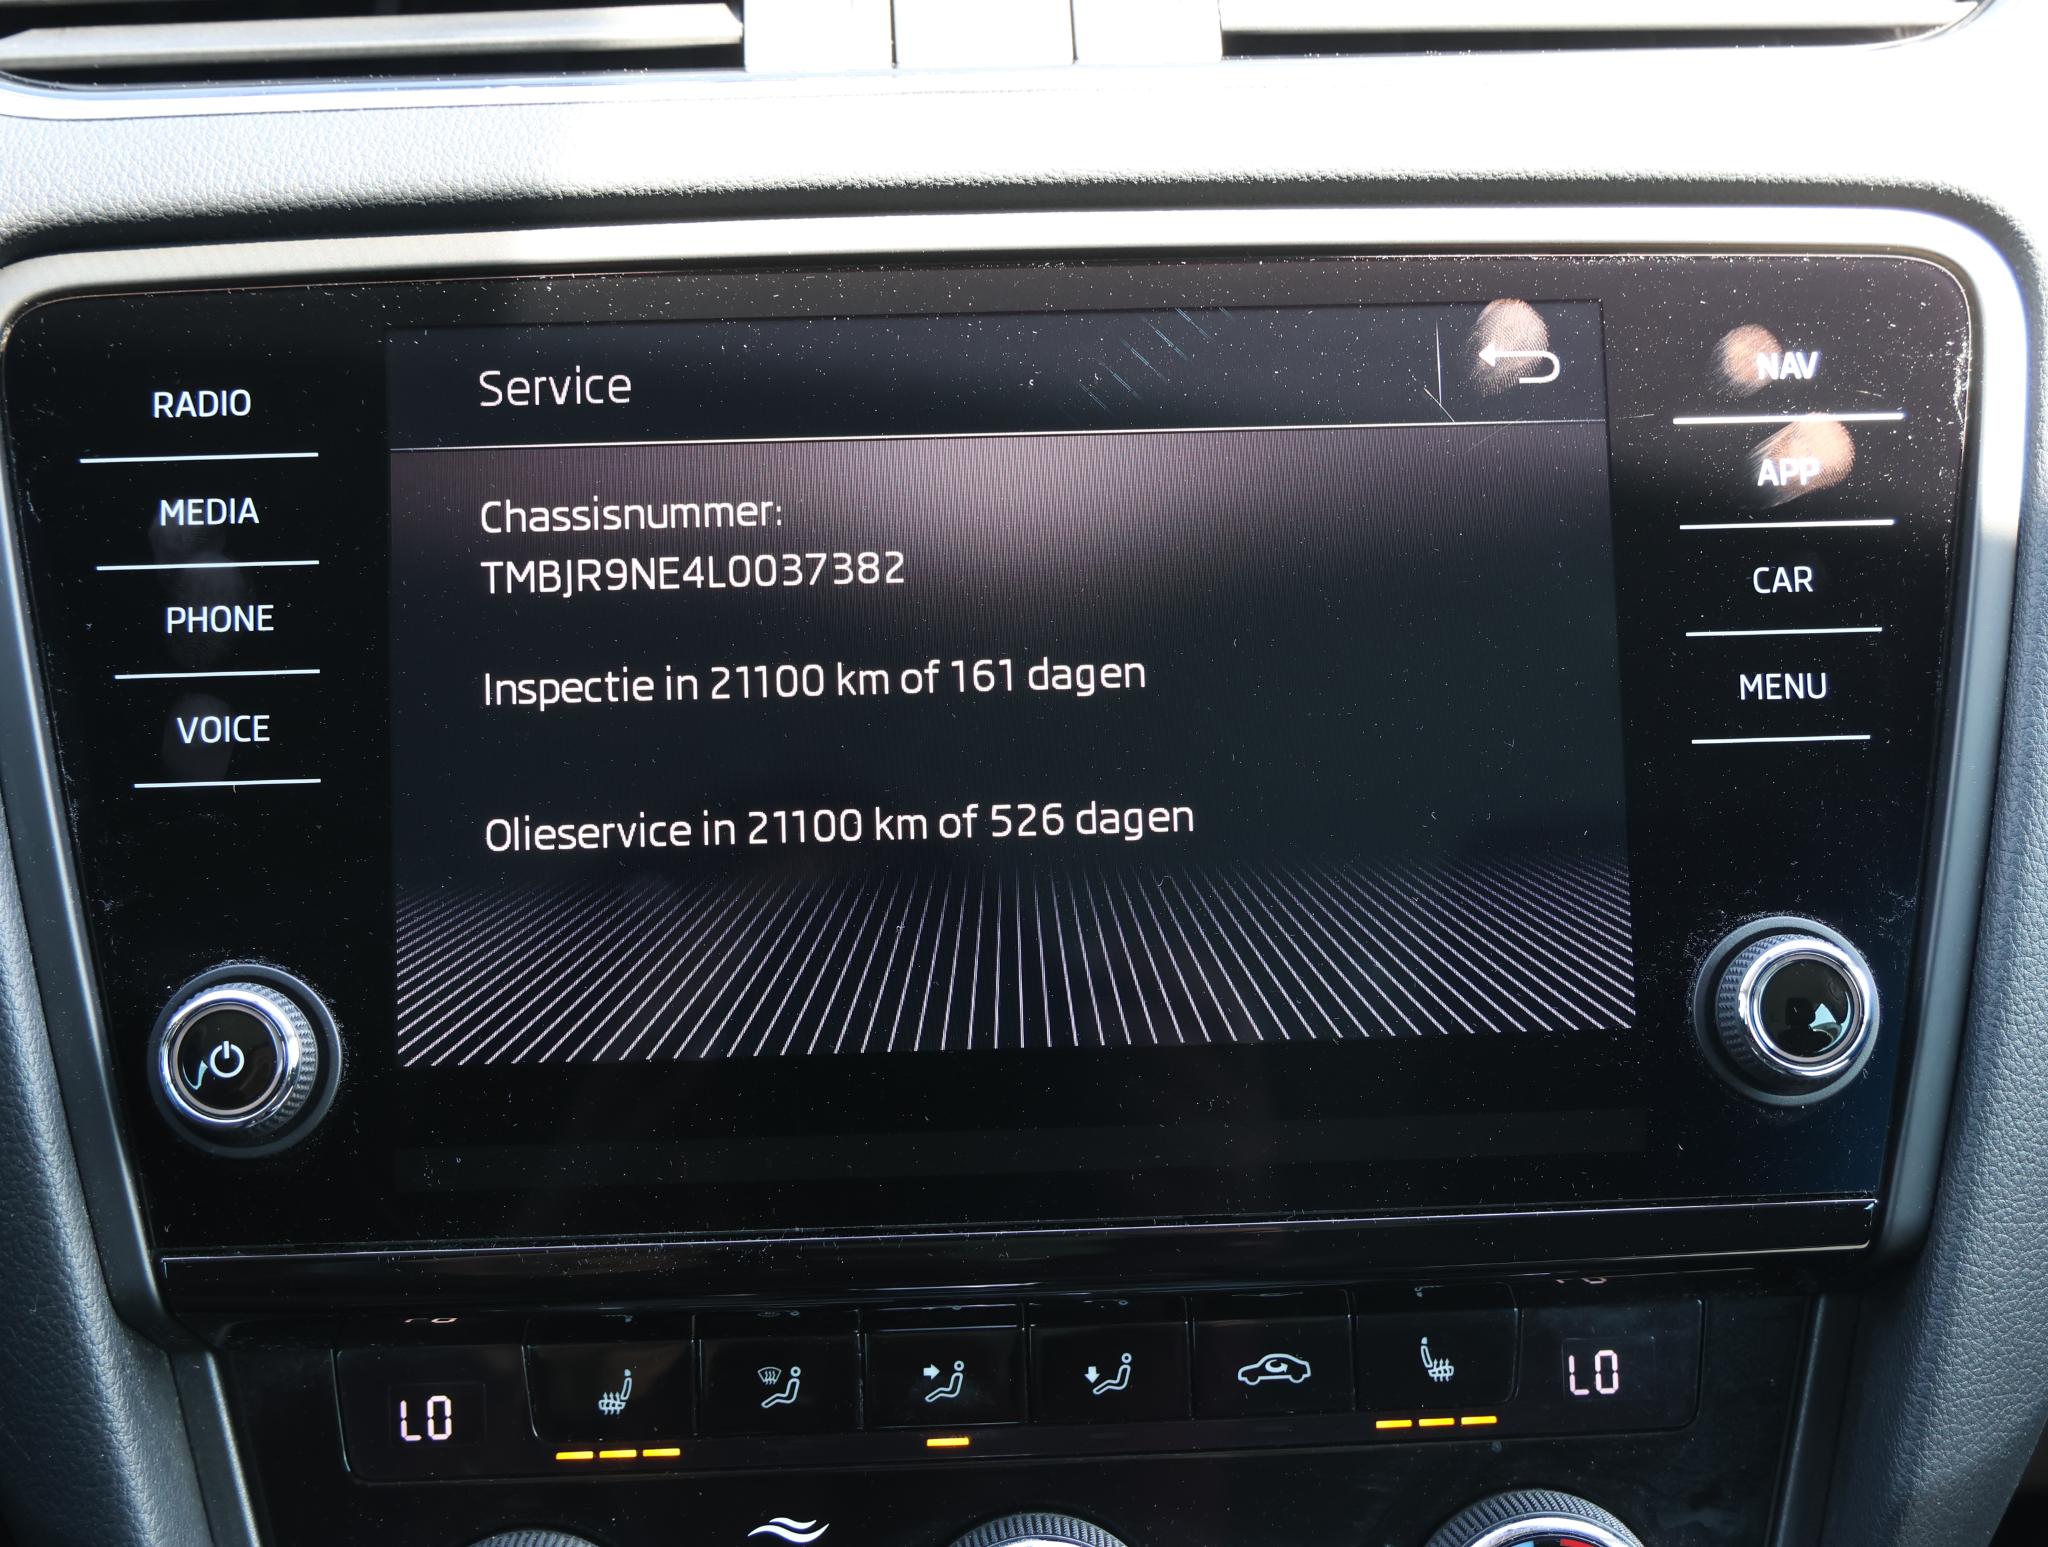 Service
RADIO
MEDIA
PHONE
VOICE
Chassisnummer:
TMBJR9NE4L0037382
Inspectie in 21100 km of 161 dagen
Olieservice in 21100 km of 526 dagen
NAV
APP
CAR
MENU
LO
LO